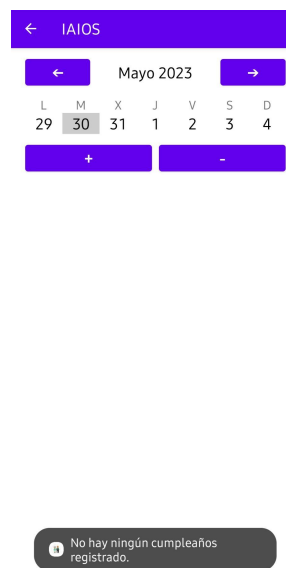 ← IAIOS
← Mayo 2023 →
L M X J V S D
29 30 31 1 2 3 4
+ -
No hay ningún cumpleaños
registrado.